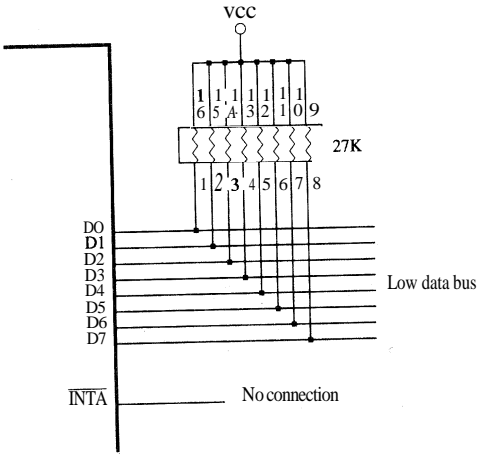 VCC
16 15 14 13 12 11 10 9
27K
1 2 3 4 5 6 7 8
D0
D1
D2
D3
D4
D5
D6
D7
Low data bus
INTA
No connection